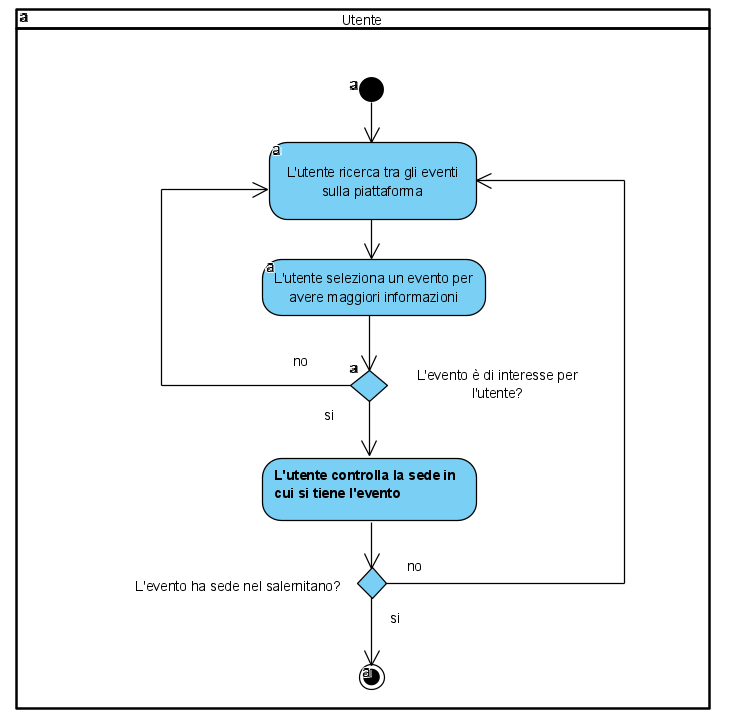 a
Utente
a
a
L'utente ricerca tra gli eventi
sulla piattaforma
a
L'utente seleziona un evento per
avere maggiori informazioni
no
a
L'evento è di interesse per
l'utente?
si
L'utente controlla la sede in
cui si tiene l'evento
no
L'evento ha sede nel salernitano?
si
a